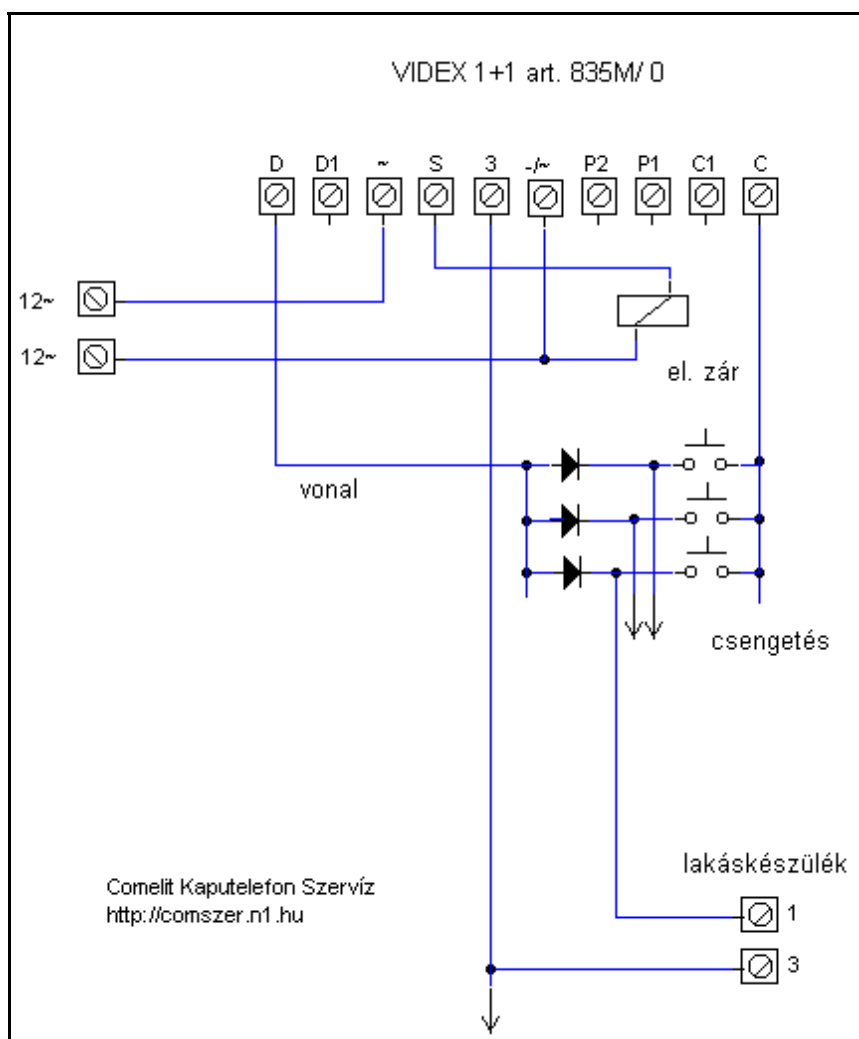 VIDEX 1+1 art. 835M/ 0
D D1 ~ S 3 -/~ P2 P1 C1 C
12~
12~
el. zár
vonal
csengetés
lakáskészülék
Comelit Kaputelefon Szervíz
http://comszer.n1.hu
1
3